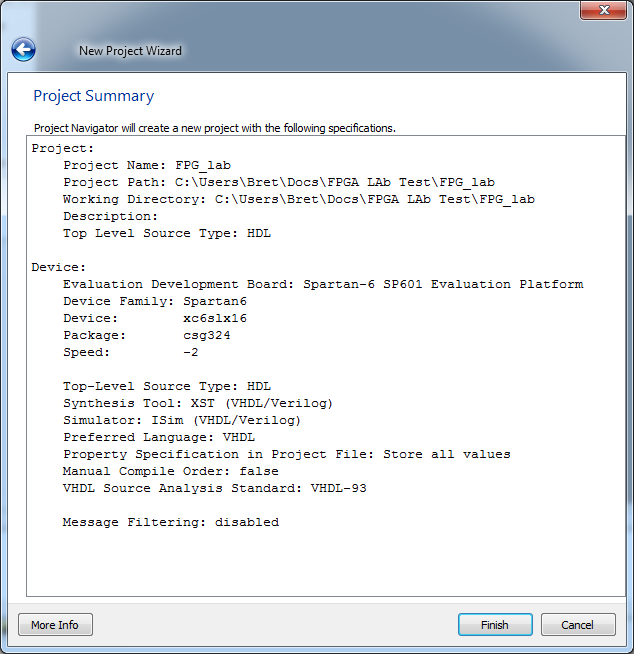 New Project Wizard
Project Summary
Project Navigator will create a new project with the following specifications.
Project:
Project Name: FPG_lab
Project Path: C:\Users\Bret\Docs\FPGA LAb Test\FPG_lab
Working Directory: C:\Users\Bret\Docs\FPGA LAb Test\FPG_lab
Description:
Top Level Source Type: HDL
Device:
Evaluation Development Board: Spartan-6 SP601 Evaluation Platform
Device Family: Spartan6
Device: xc6slx16
Package: csg324
Speed: -2
Top-Level Source Type: HDL
Synthesis Tool: XST (VHDL/Verilog)
Simulator: ISim (VHDL/Verilog)
Preferred Language: VHDL
Property Specification in Project File: Store all values
Manual Compile Order: false
VHDL Source Analysis Standard: VHDL-93
Message Filtering: disabled
More Info Finish Cancel